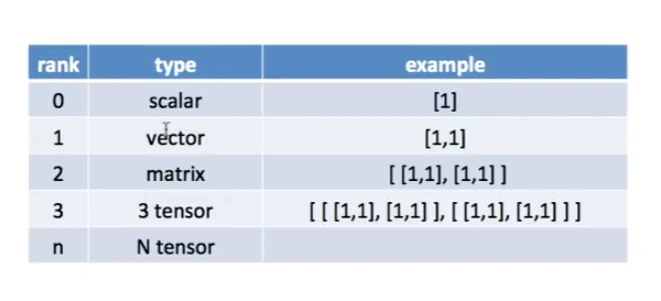 rank type example
0 scalar [1]
1 vector [1,1]
2 matrix [ [1,1], [1,1] ]
3 3 tensor [ [ [1,1], [1,1] ], [ [1,1], [1,1] ] ]
n N tensor